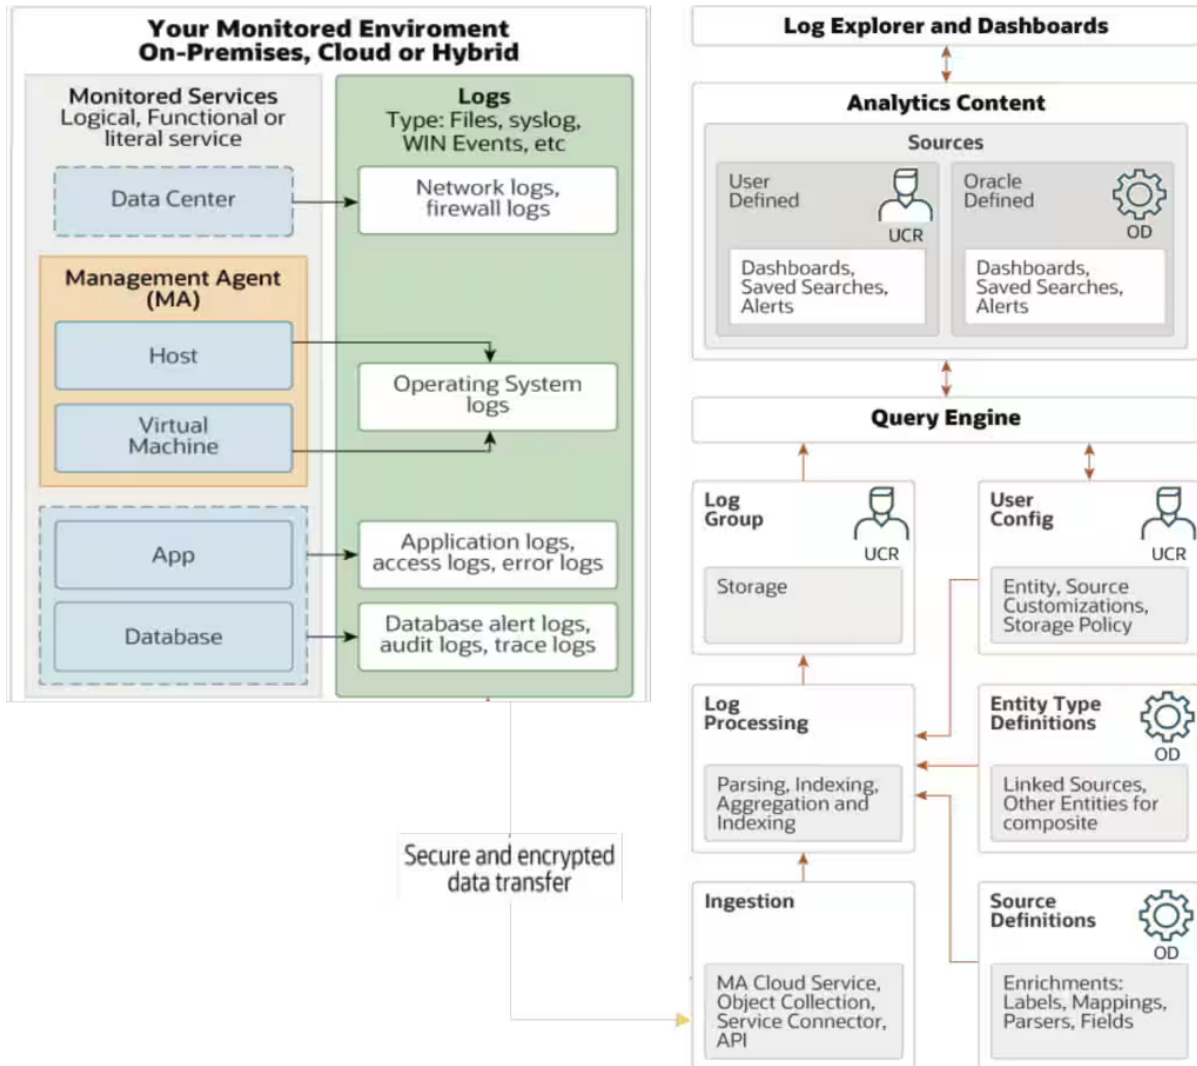 Your Monitored Enviroment
On-Premises, Cloud or Hybrid
Monitored Services
Logical, Functional or
literal service
Data Center
Management Agent
(MA)
Host
Virtual
Machine
App
Database
Logs
Type: Files, syslog,
WIN Events, etc
Network logs,
firewall logs
Operating System
logs
Application logs,
access logs, error logs
Database alert logs,
audit logs, trace logs
Secure and encrypted
data transfer
Log Explorer and Dashboards
Analytics Content
Sources
User
Defined
UCR
Dashboards,
Saved Searches,
Alerts
Oracle
Defined
OD
Dashboards,
Saved Searches,
Alerts
Query Engine
Log
Group
UCR
Storage
User
Config
UCR
Entity, Source
Customizations,
Storage Policy
Log
Processing
Parsing, Indexing,
Aggregation and
Indexing
Entity Type
Definitions
OD
Linked Sources,
Other Entities for
composite
Ingestion
MA Cloud Service,
Object Collection,
Service Connector,
API
Source
Definitions
OD
Enrichments:
Labels, Mappings,
Parsers, Fields